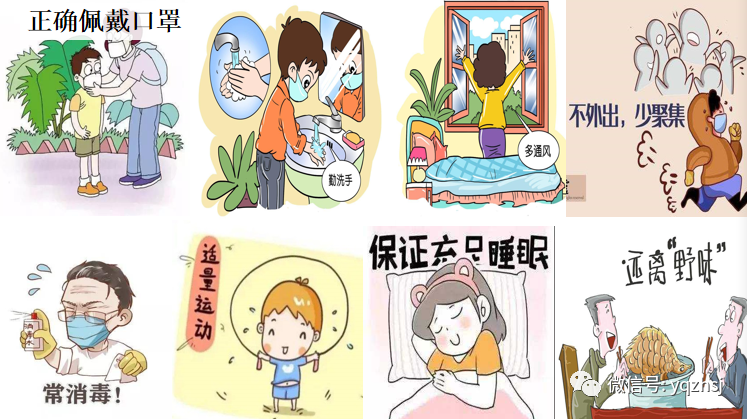 正确佩戴口罩
勤洗手
多通风
不外出，少聚集
常消毒！
适量运动
保证充足睡眠
远离“野味”
微信号: yqzhsj